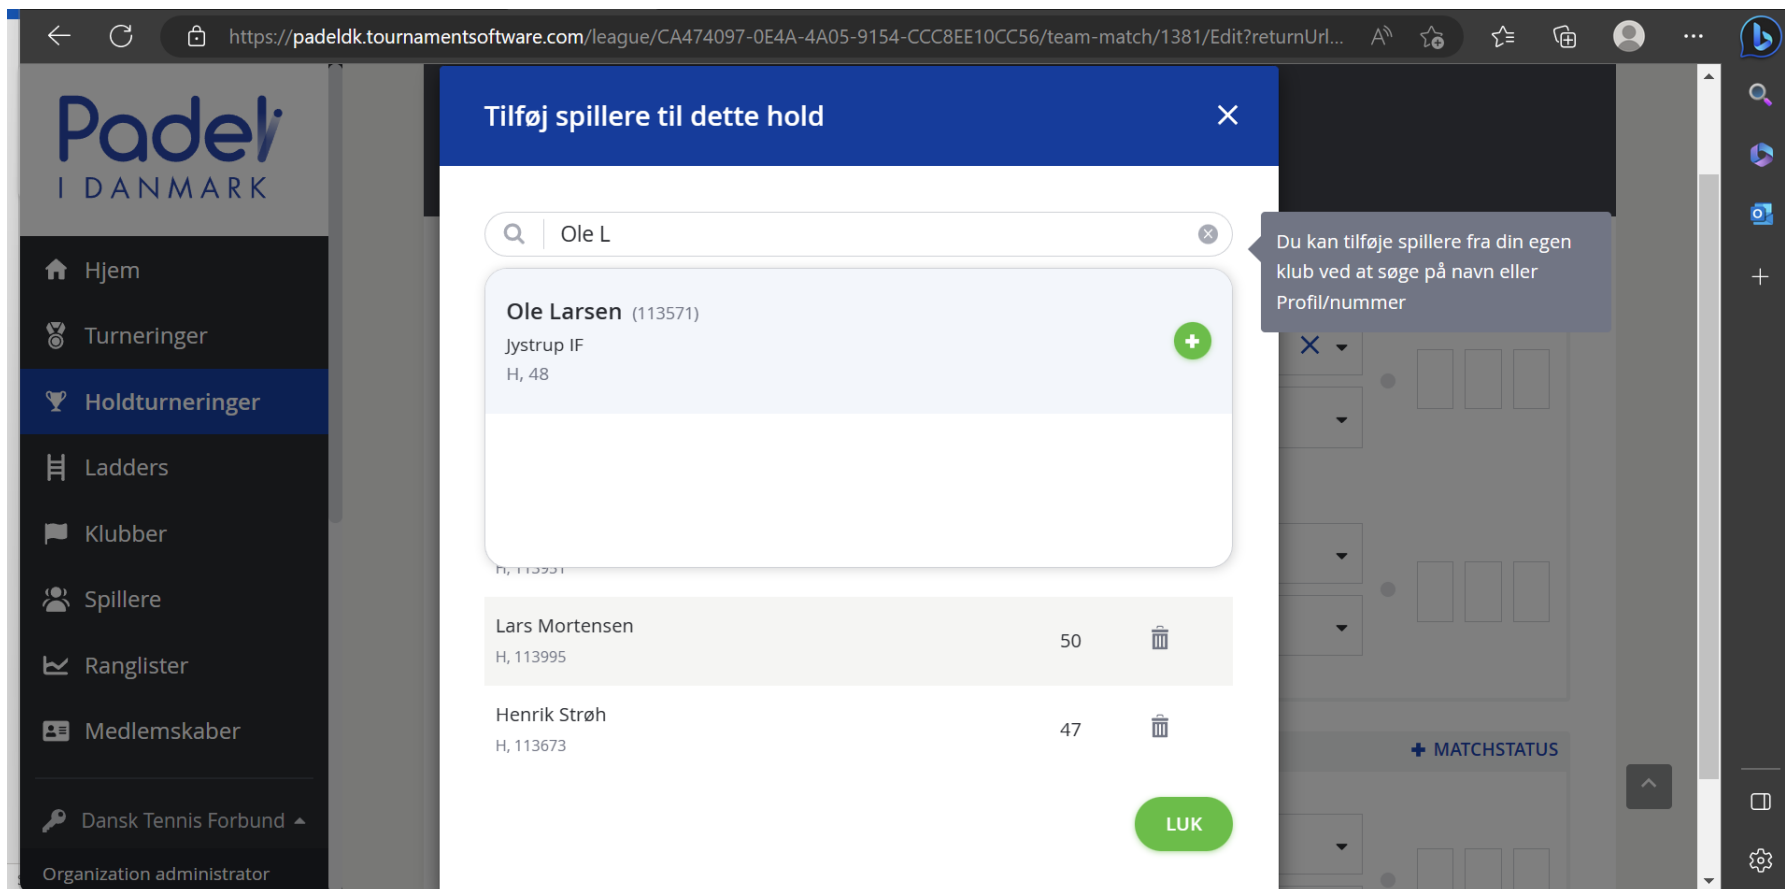 https://padeldk.tournamentsoftware.com/league/CA474097-0E4A-4A05-9154-CCC8EE10CC56/team-match/1381/Edit?returnUrl...
Padel
I DANMARK
Hjem
Turneringer
Holdturneringer
Ladders
Klubber
Spillere
Ranglister
Medlemskaber
Dansk Tennis Forbund
Organization administrator
Tilføj spillere til dette hold
Ole L
Ole Larsen (113571)
Jystrup IF
H, 48
H, 113951
Lars Mortensen
H, 113995
50
Henrik Strøh
H, 113673
47
LUK
Du kan tilføje spillere fra din egen
klub ved at søge på navn eller
Profil/nummer
MATCHSTATUS